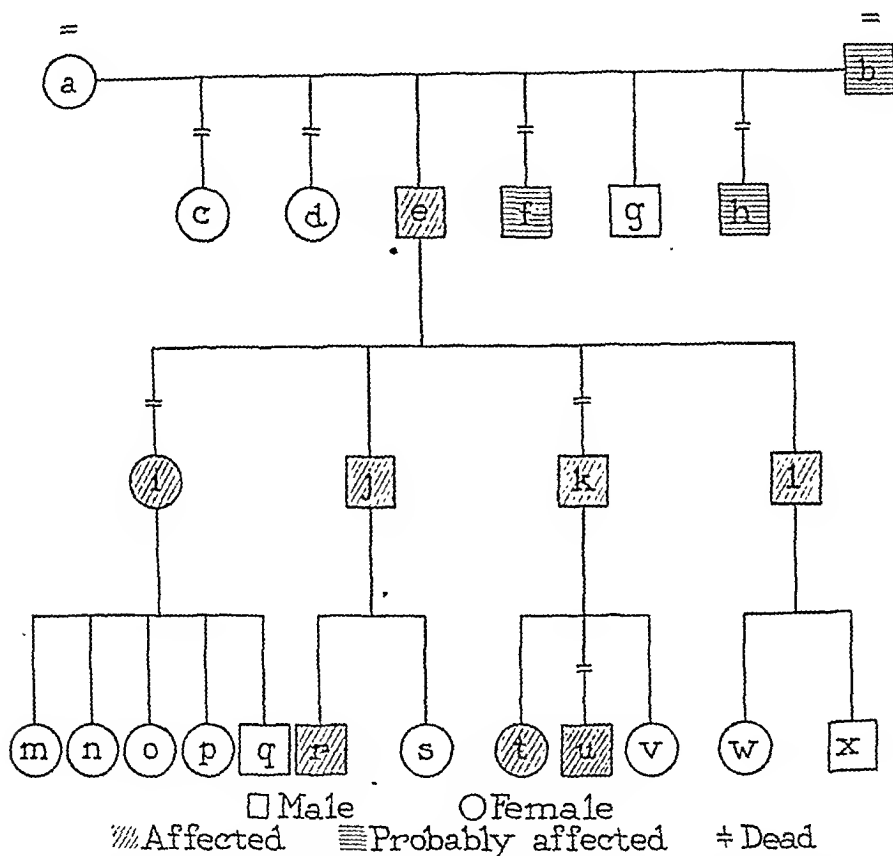 a b
c d e f g h
i j k l
m n o p q r s t u v w x
Male Female
Affected Probably affected Dead